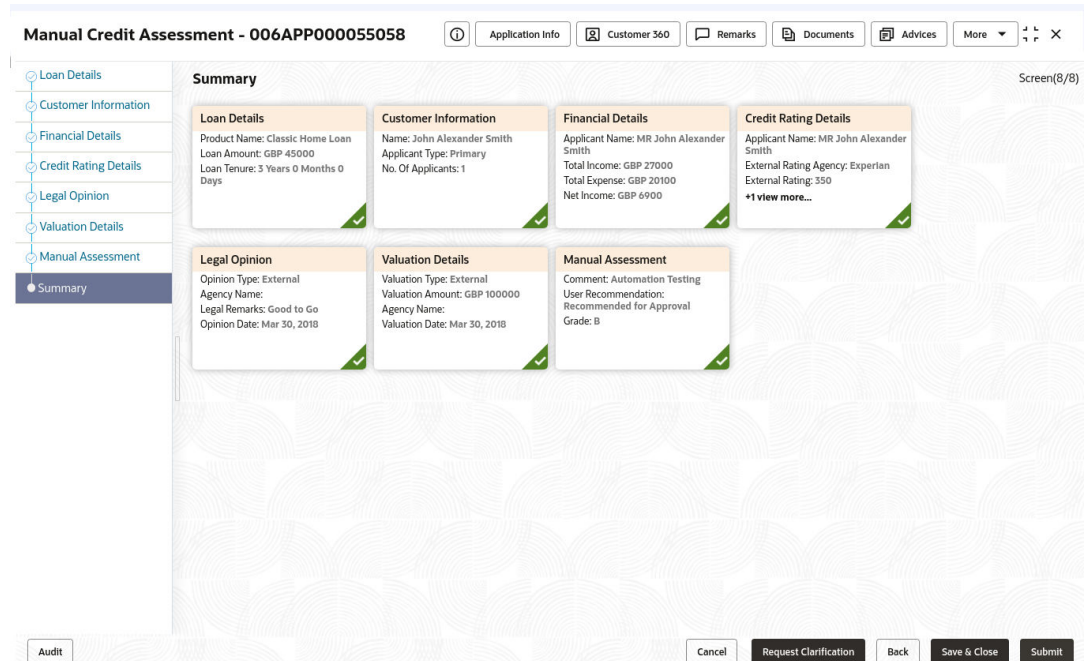 Manual Credit Assessment - 006APP000055058
Application Info
Customer 360
Remarks
Documents
Advices
More
Loan Details
Customer Information
Financial Details
Credit Rating Details
Legal Opinion
Valuation Details
Manual Assessment
Summary
Summary
Screen(8/8)
Loan Details
Product Name: Classic Home Loan
Loan Amount: GBP 45000
Loan Tenure: 3 Years 0 Months 0
Days
Customer Information
Name: John Alexander Smith
Applicant Type: Primary
No. Of Applicants: 1
Financial Details
Applicant Name: MR John Alexander
Smith
Total Income: GBP 27000
Total Expense: GBP 20100
Net Income: GBP 6900
Credit Rating Details
Applicant Name: MR John Alexander
Smith
External Rating Agency: Experian
External Rating: 350
+1 view more...
Legal Opinion
Opinion Type: External
Agency Name:
Legal Remarks: Good to Go
Opinion Date: Mar 30, 2018
Valuation Details
Valuation Type: External
Valuation Amount: GBP 100000
Agency Name:
Valuation Date: Mar 30, 2018
Manual Assessment
Comment: Automation Testing
User Recommendation:
Recommended for Approval
Grade: B
Audit
Cancel
Request Clarification
Back
Save & Close
Submit